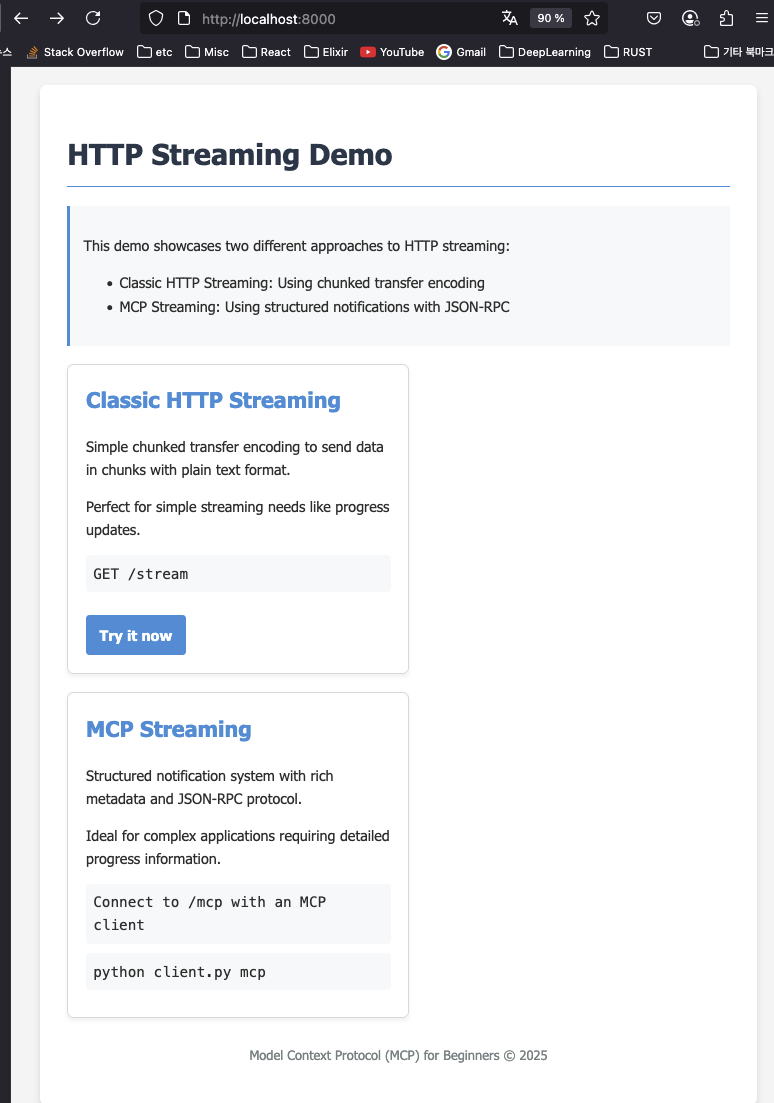 http://localhost:8000
90 %
Stack Overflow
etc
Misc
React
Elixir
YouTube
Gmail
DeepLearning
RUST
기타 북마크
HTTP Streaming Demo
This demo showcases two different approaches to HTTP streaming:
• Classic HTTP Streaming: Using chunked transfer encoding
• MCP Streaming: Using structured notifications with JSON-RPC
Classic HTTP Streaming
Simple chunked transfer encoding to send data
in chunks with plain text format.
Perfect for simple streaming needs like progress
updates.
GET /stream
Try it now
MCP Streaming
Structured notification system with rich
metadata and JSON-RPC protocol.
Ideal for complex applications requiring detailed
progress information.
Connect to /mcp with an MCP
client
python client.py mcp
Model Context Protocol (MCP) for Beginners © 2025